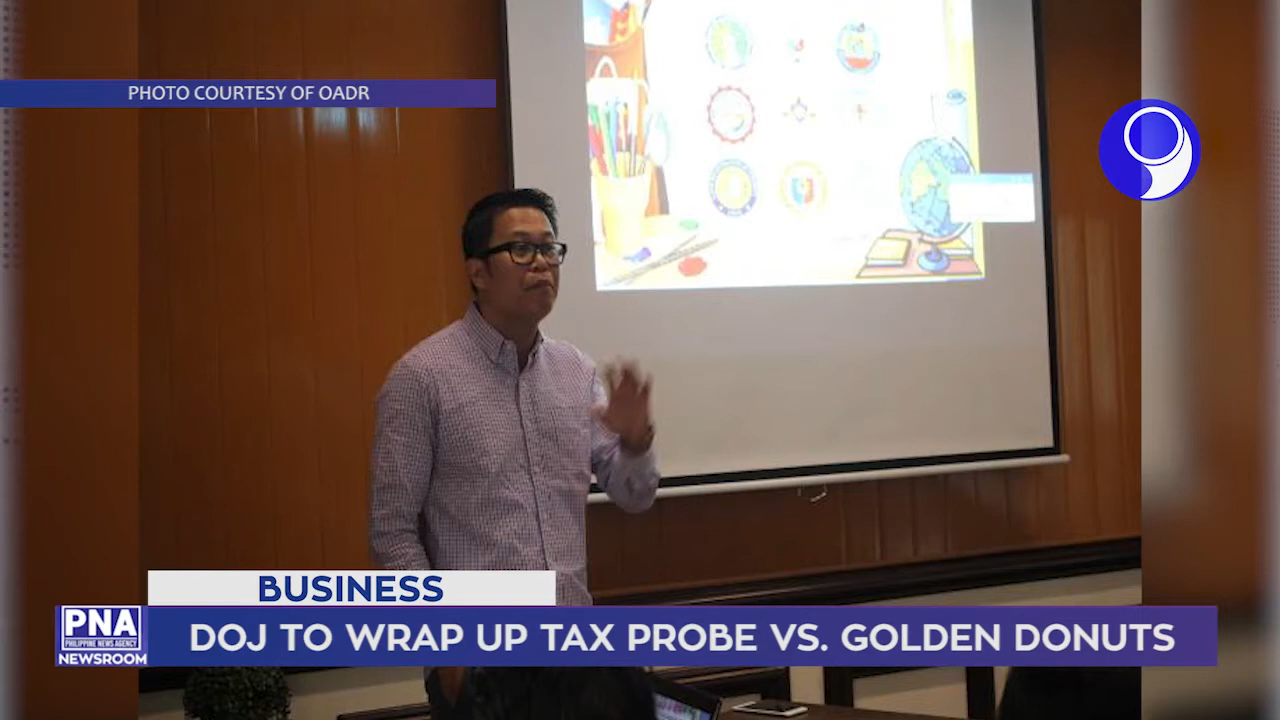 PHOTO COURTESY OF OADR
BUSINESS
PNA
PHILIPPINE NEWS AGENCY
NEWSROOM
DOJ TO WRAP UP TAX PROBE VS. GOLDEN DONUTS